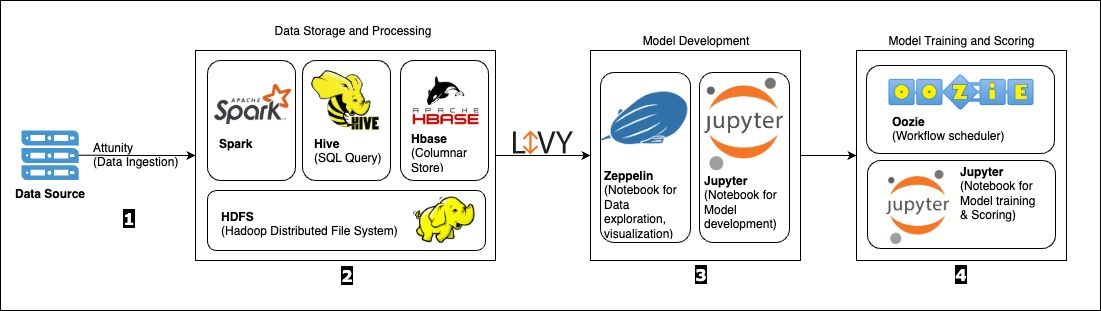 Data Storage and Processing
Model Development
Model Training and Scoring
Attunity
(Data Ingestion)
Data Source
1
APACHE
Spark
Spark
HIVE
Hive
(SQL Query)
APACHE
HBASE
Hbase
(Columnar
Store)
HDFS
(Hadoop Distributed File System)
2
LIVY
Zeppelin
(Notebook for
Data
exploration,
visualization)
jupyter
Jupyter
(Notebook for
Model
development)
3
OOZIE
Oozie
(Workflow scheduler)
jupyter
Jupyter
(Notebook for
Model training
& Scoring)
4